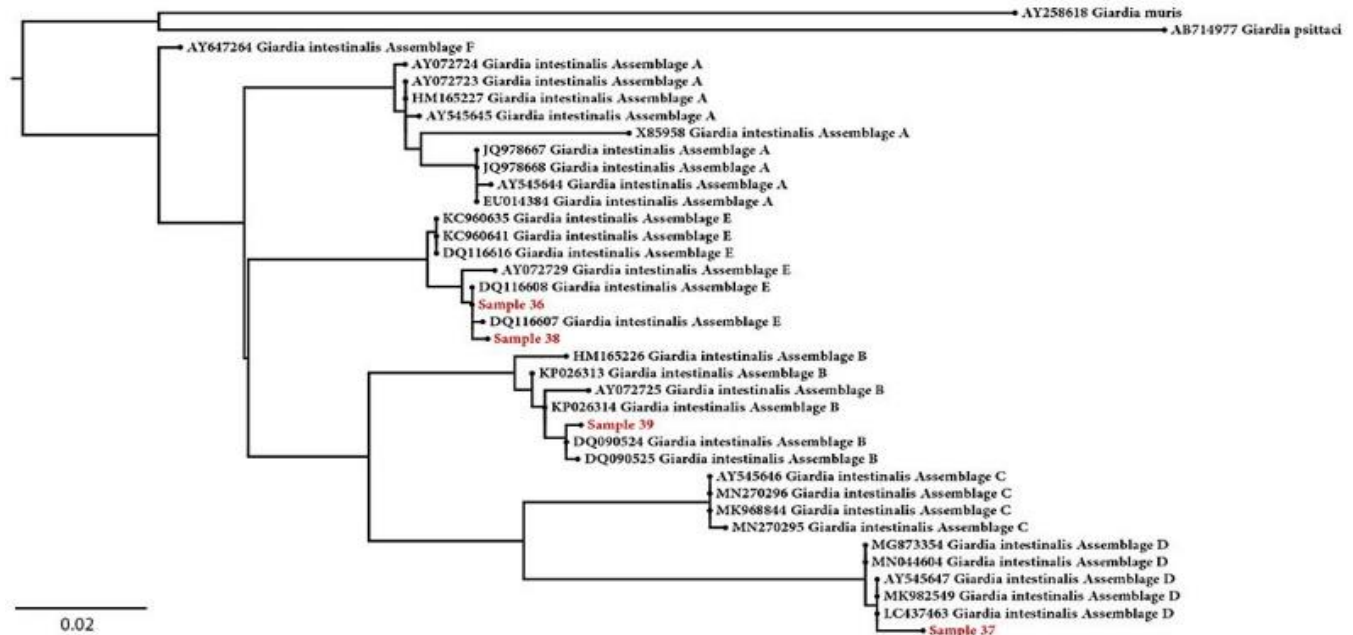 AY258618 Giardia muris
AB714977 Giardia psittaci
AY647264 Giardia intestinalis Assemblage F
AY072724 Giardia intestinalis Assemblage A
AY072723 Giardia intestinalis Assemblage A
HM165227 Giardia intestinalis Assemblage A
AY545645 Giardia intestinalis Assemblage A
X85958 Giardia intestinalis Assemblage A
JQ978667 Giardia intestinalis Assemblage A
JQ978668 Giardia intestinalis Assemblage A
AY545644 Giardia intestinalis Assemblage A
EU014384 Giardia intestinalis Assemblage A
KC960635 Giardia intestinalis Assemblage E
KC960641 Giardia intestinalis Assemblage E
DQ116616 Giardia intestinalis Assemblage E
AY072729 Giardia intestinalis Assemblage E
DQ116608 Giardia intestinalis Assemblage E
Sample 36
DQ116607 Giardia intestinalis Assemblage E
Sample 38
HM165226 Giardia intestinalis Assemblage B
KP026313 Giardia intestinalis Assemblage B
AY072725 Giardia intestinalis Assemblage B
KP026314 Giardia intestinalis Assemblage B
Sample 39
DQ090524 Giardia intestinalis Assemblage B
DQ090525 Giardia intestinalis Assemblage B
AY545646 Giardia intestinalis Assemblage C
MN270296 Giardia intestinalis Assemblage C
MK968844 Giardia intestinalis Assemblage C
MN270295 Giardia intestinalis Assemblage C
MG873354 Giardia intestinalis Assemblage D
MN044604 Giardia intestinalis Assemblage D
AY545647 Giardia intestinalis Assemblage D
MK982549 Giardia intestinalis Assemblage D
LC437463 Giardia intestinalis Assemblage D
Sample 37
0.02